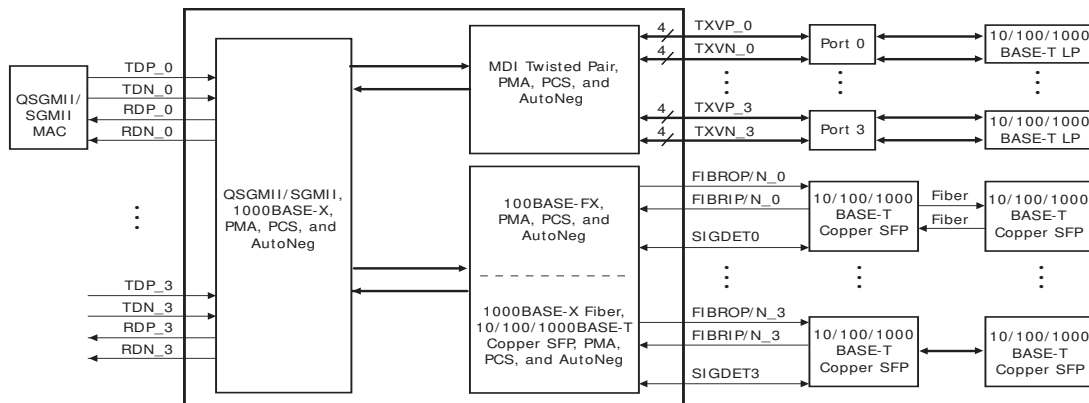 QSGMII/
SGMII
MAC
TDP_0
TDN_0
RDP_0
RDN_0
TDP_3
TDN_3
RDP_3
RDN_3
QSGMII/SGMII,
1000BASE-X,
PMA, PCS, and
AutoNeg
MDI Twisted Pair,
PMA, PCS, and
AutoNeg
100BASE-FX,
PMA, PCS, and
AutoNeg
1000BASE-X Fiber,
10/100/1000BASE-T
Copper SFP, PMA,
PCS, and AutoNeg
4
TXVP_0
4
TXVN_0
4
TXVP_3
4
TXVN_3
Port 0
Port 3
10/100/1000
BASE-T LP
10/100/1000
BASE-T LP
FIBROP/N_0
FIBRIP/N_0
SIGDET0
10/100/1000
BASE-T
Copper SFP
Fiber
Fiber
10/100/1000
BASE-T
Copper SFP
FIBROP/N_3
FIBRIP/N_3
SIGDET3
10/100/1000
BASE-T
Copper SFP
10/100/1000
BASE-T
Copper SFP